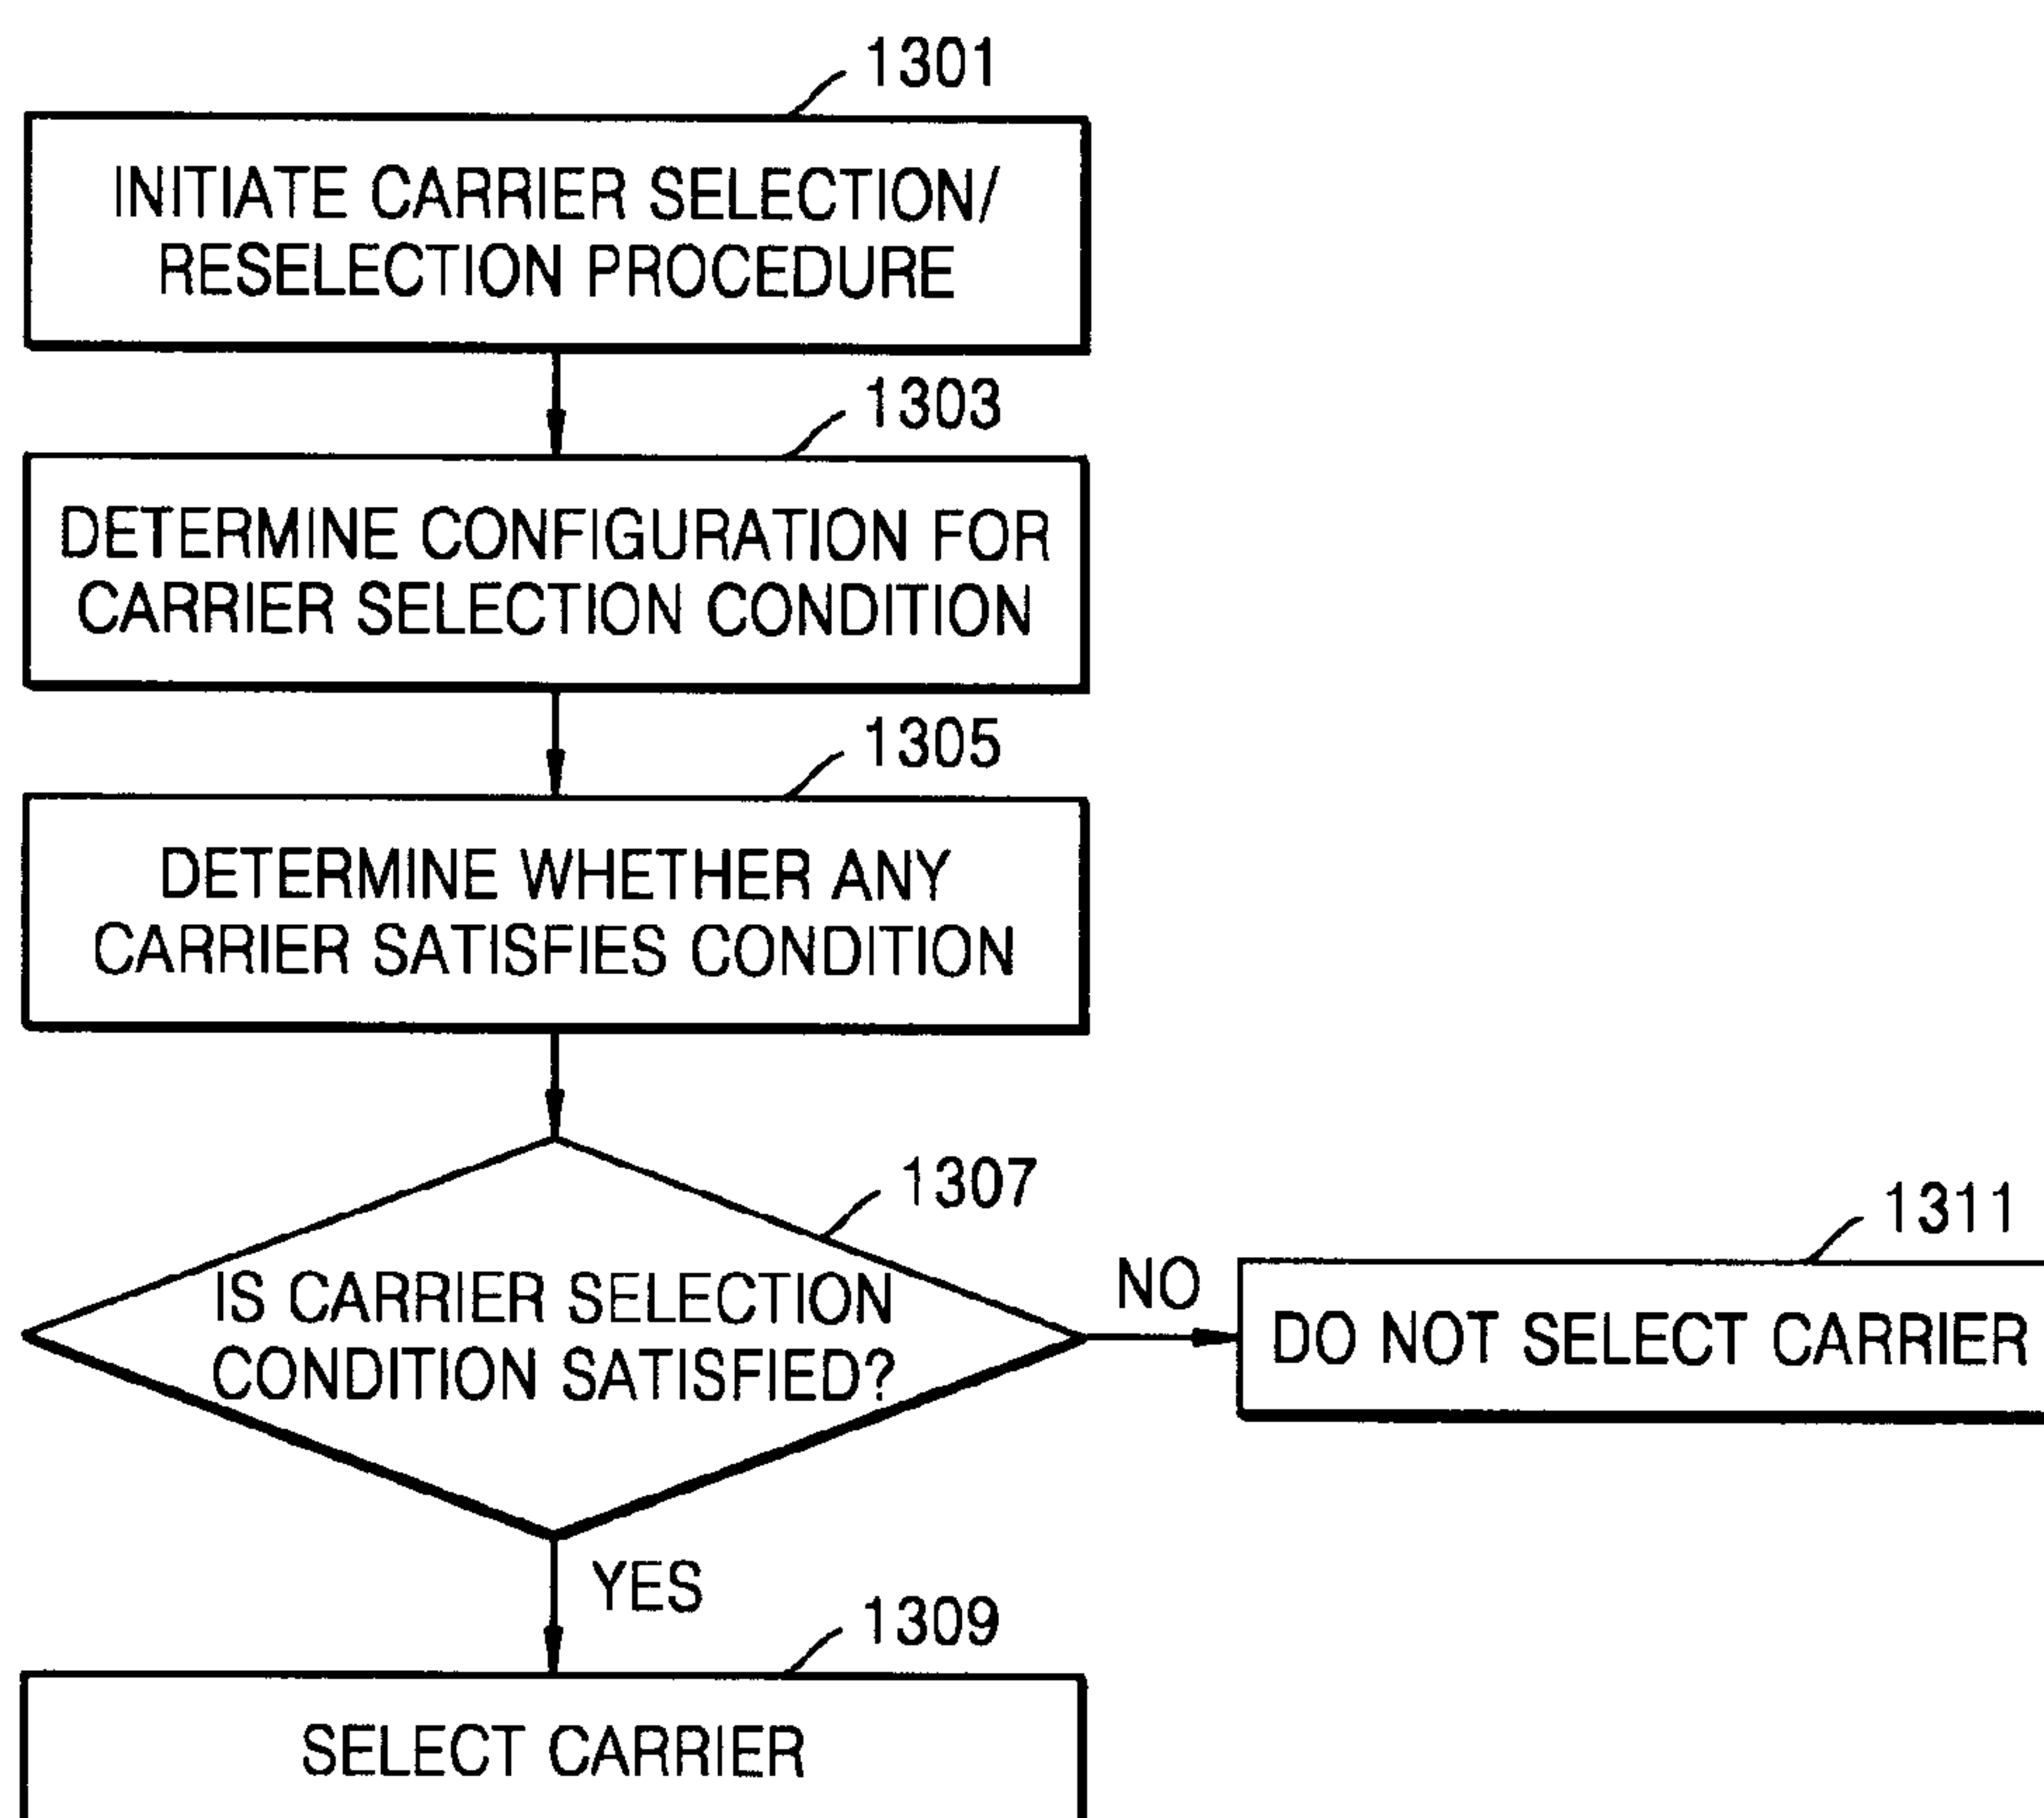 1301
INITIATE CARRIER SELECTION/
RESELECTION PROCEDURE
1303
DETERMINE CONFIGURATION FOR
CARRIER SELECTION CONDITION
1305
DETERMINE WHETHER ANY
CARRIER SATISFIES CONDITION
1307
IS CARRIER SELECTION
CONDITION SATISFIED?
NO
1311
DO NOT SELECT CARRIER
YES
1309
SELECT CARRIER